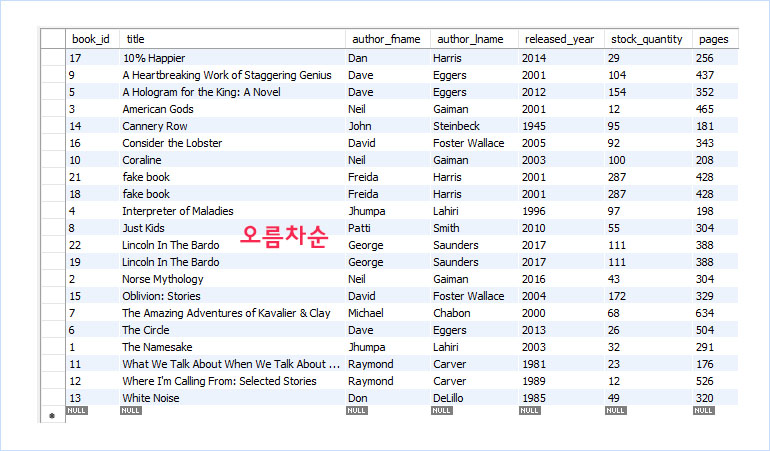 book_id title author_fname author_lname released_year stock_quantity pages
17 10% Happier Dan Harris 2014 29 256
9 A Heartbreaking Work of Staggering Genius Dave Eggers 2001 104 437
5 A Hologram for the King: A Novel Dave Eggers 2012 154 352
3 American Gods Neil Gaiman 2001 12 465
14 Cannery Row John Steinbeck 1945 95 181
16 Consider the Lobster David Foster Wallace 2005 92 343
10 Coraline Neil Gaiman 2003 100 208
21 fake book Freida Harris 2001 287 428
18 fake book Freida Harris 2001 287 428
4 Interpreter of Maladies Jhumpa Lahiri 1996 97 198
8 Just Kids Patti Smith 2010 55 304
오름차순
22 Lincoln In The Bardo George Saunders 2017 111 388
19 Lincoln In The Bardo George Saunders 2017 111 388
2 Norse Mythology Neil Gaiman 2016 43 304
15 Oblivion: Stories David Foster Wallace 2004 172 329
7 The Amazing Adventures of Kavalier & Clay Michael Chabon 2000 68 634
6 The Circle Dave Eggers 2013 26 504
1 The Namesake Jhumpa Lahiri 2003 32 291
11 What We Talk About When We Talk About ... Raymond Carver 1981 23 176
12 Where I'm Calling From: Selected Stories Raymond Carver 1989 12 526
13 White Noise Don DeLillo 1985 49 320
NULL NULL NULL NULL NULL NULL NULL